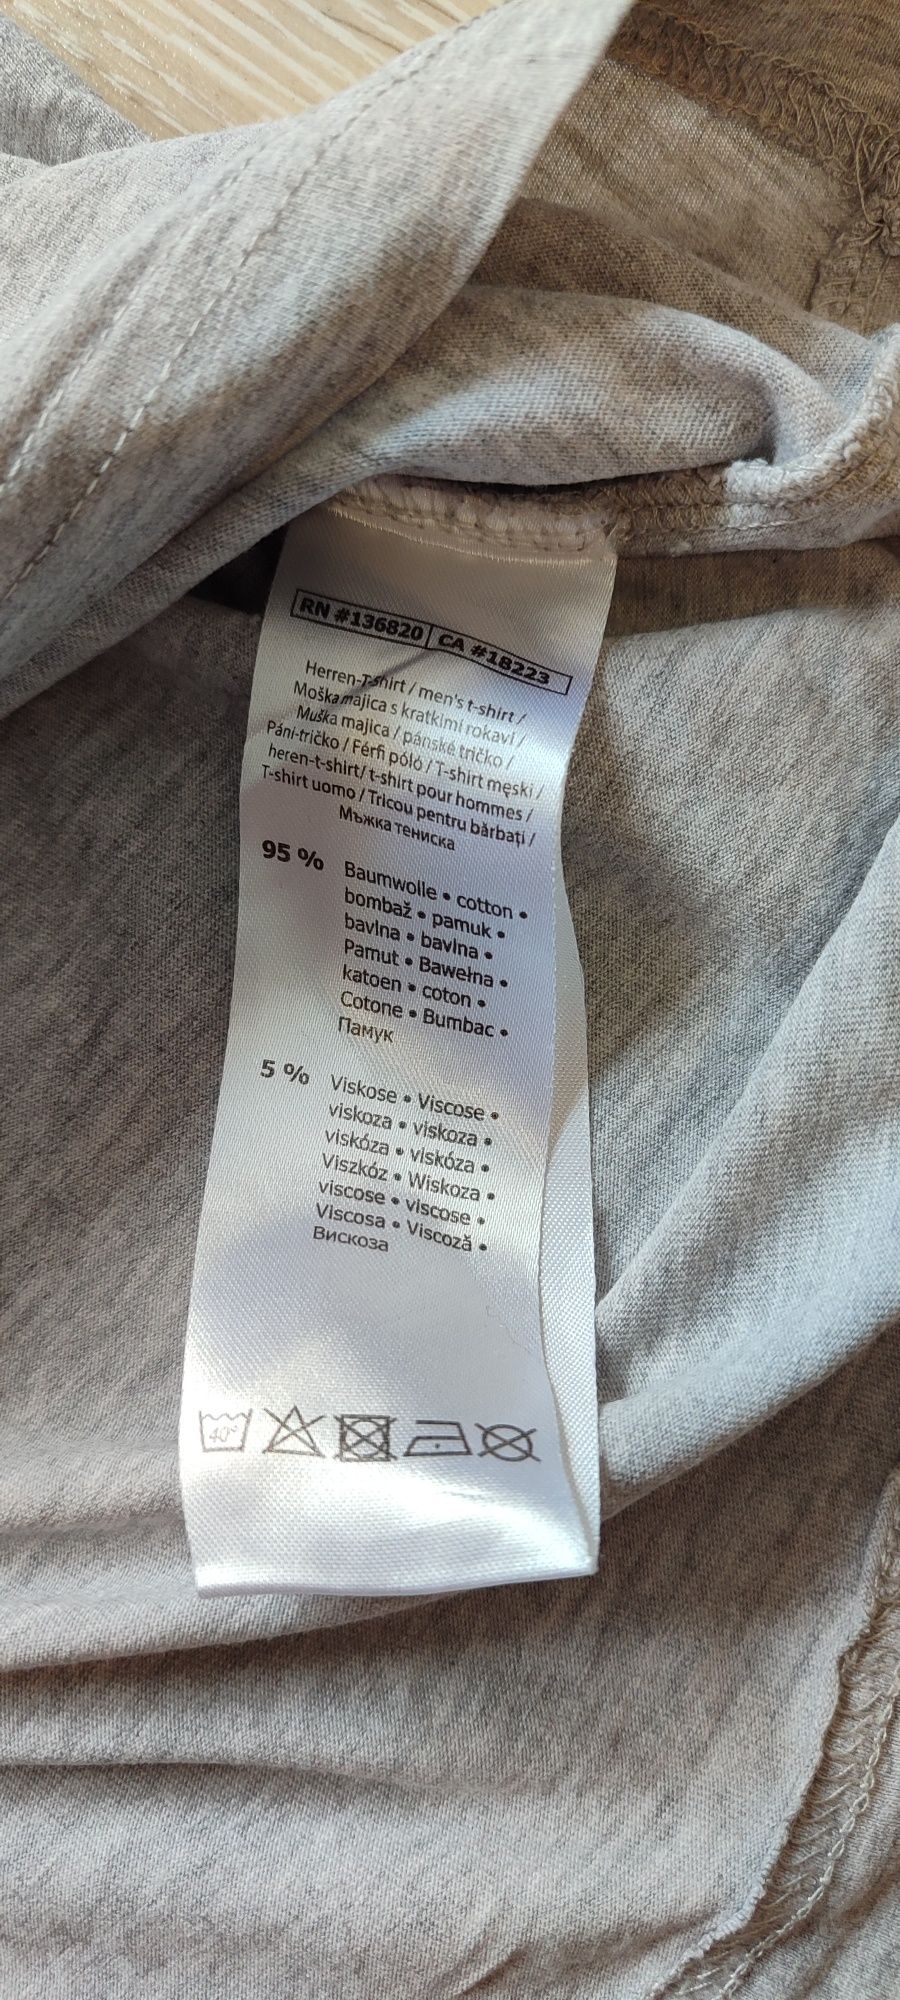 RN #136820 | CA #18223
Herren-T-shirt / men's t-shirt /
Moška majica s kratkimi rokavi /
Muška majica / pánské tričko /
Páni-tričko / Férfi póló / T-shirt męski /
heren-t-shirt/ t-shirt pour hommes /
T-shirt uomo / Tricou pentru bărbați /
Мъжка тениска
95 % Baumwolle • cotton •
bombaž • pamuk •
bavlna • bavlna •
Pamut • Bawełna •
katoen • coton •
Cotone • Bumbac •
Памук
5 % Viskose • Viscose •
viskoza • viskoza •
viskóza • viskóza •
Viszkóz • Wiskoza •
viscose • viscose •
Viscosa • Viscoză •
Вискоза
40°